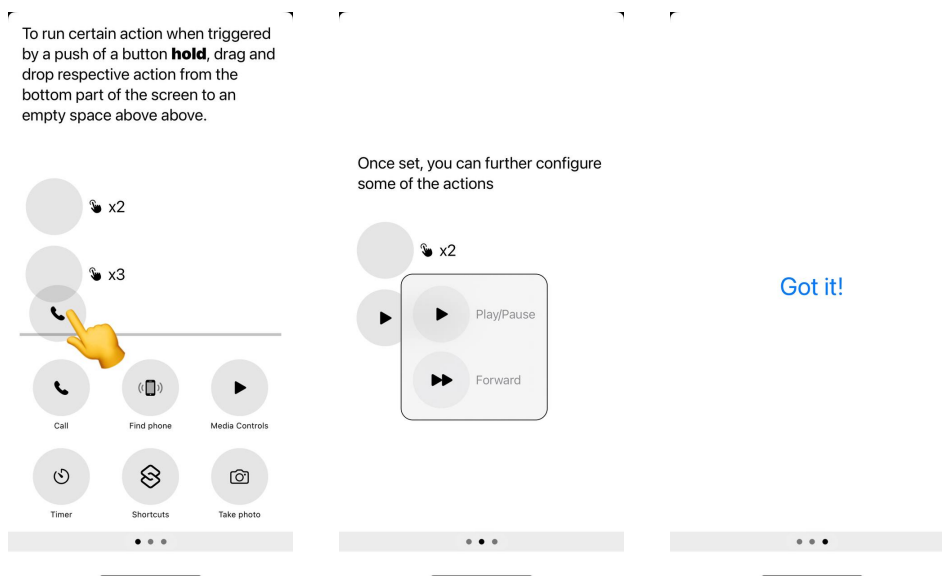 To run certain action when triggered
by a push of a button hold, drag and
drop respective action from the
bottom part of the screen to an
empty space above above.
x2
x3
Call
Find phone
Media Controls
Timer
Shortcuts
Take photo
Once set, you can further configure
some of the actions
x2
Play/Pause
Forward
Got it!